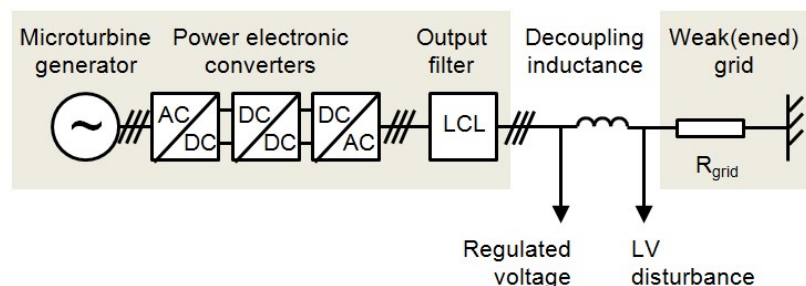 Microturbine generator
Power electronic converters
Output filter
Decoupling inductance
Weak(ened) grid
~
AC
DC
DC
DC
DC
AC
LCL
Rgrid
Regulated voltage
LV disturbance